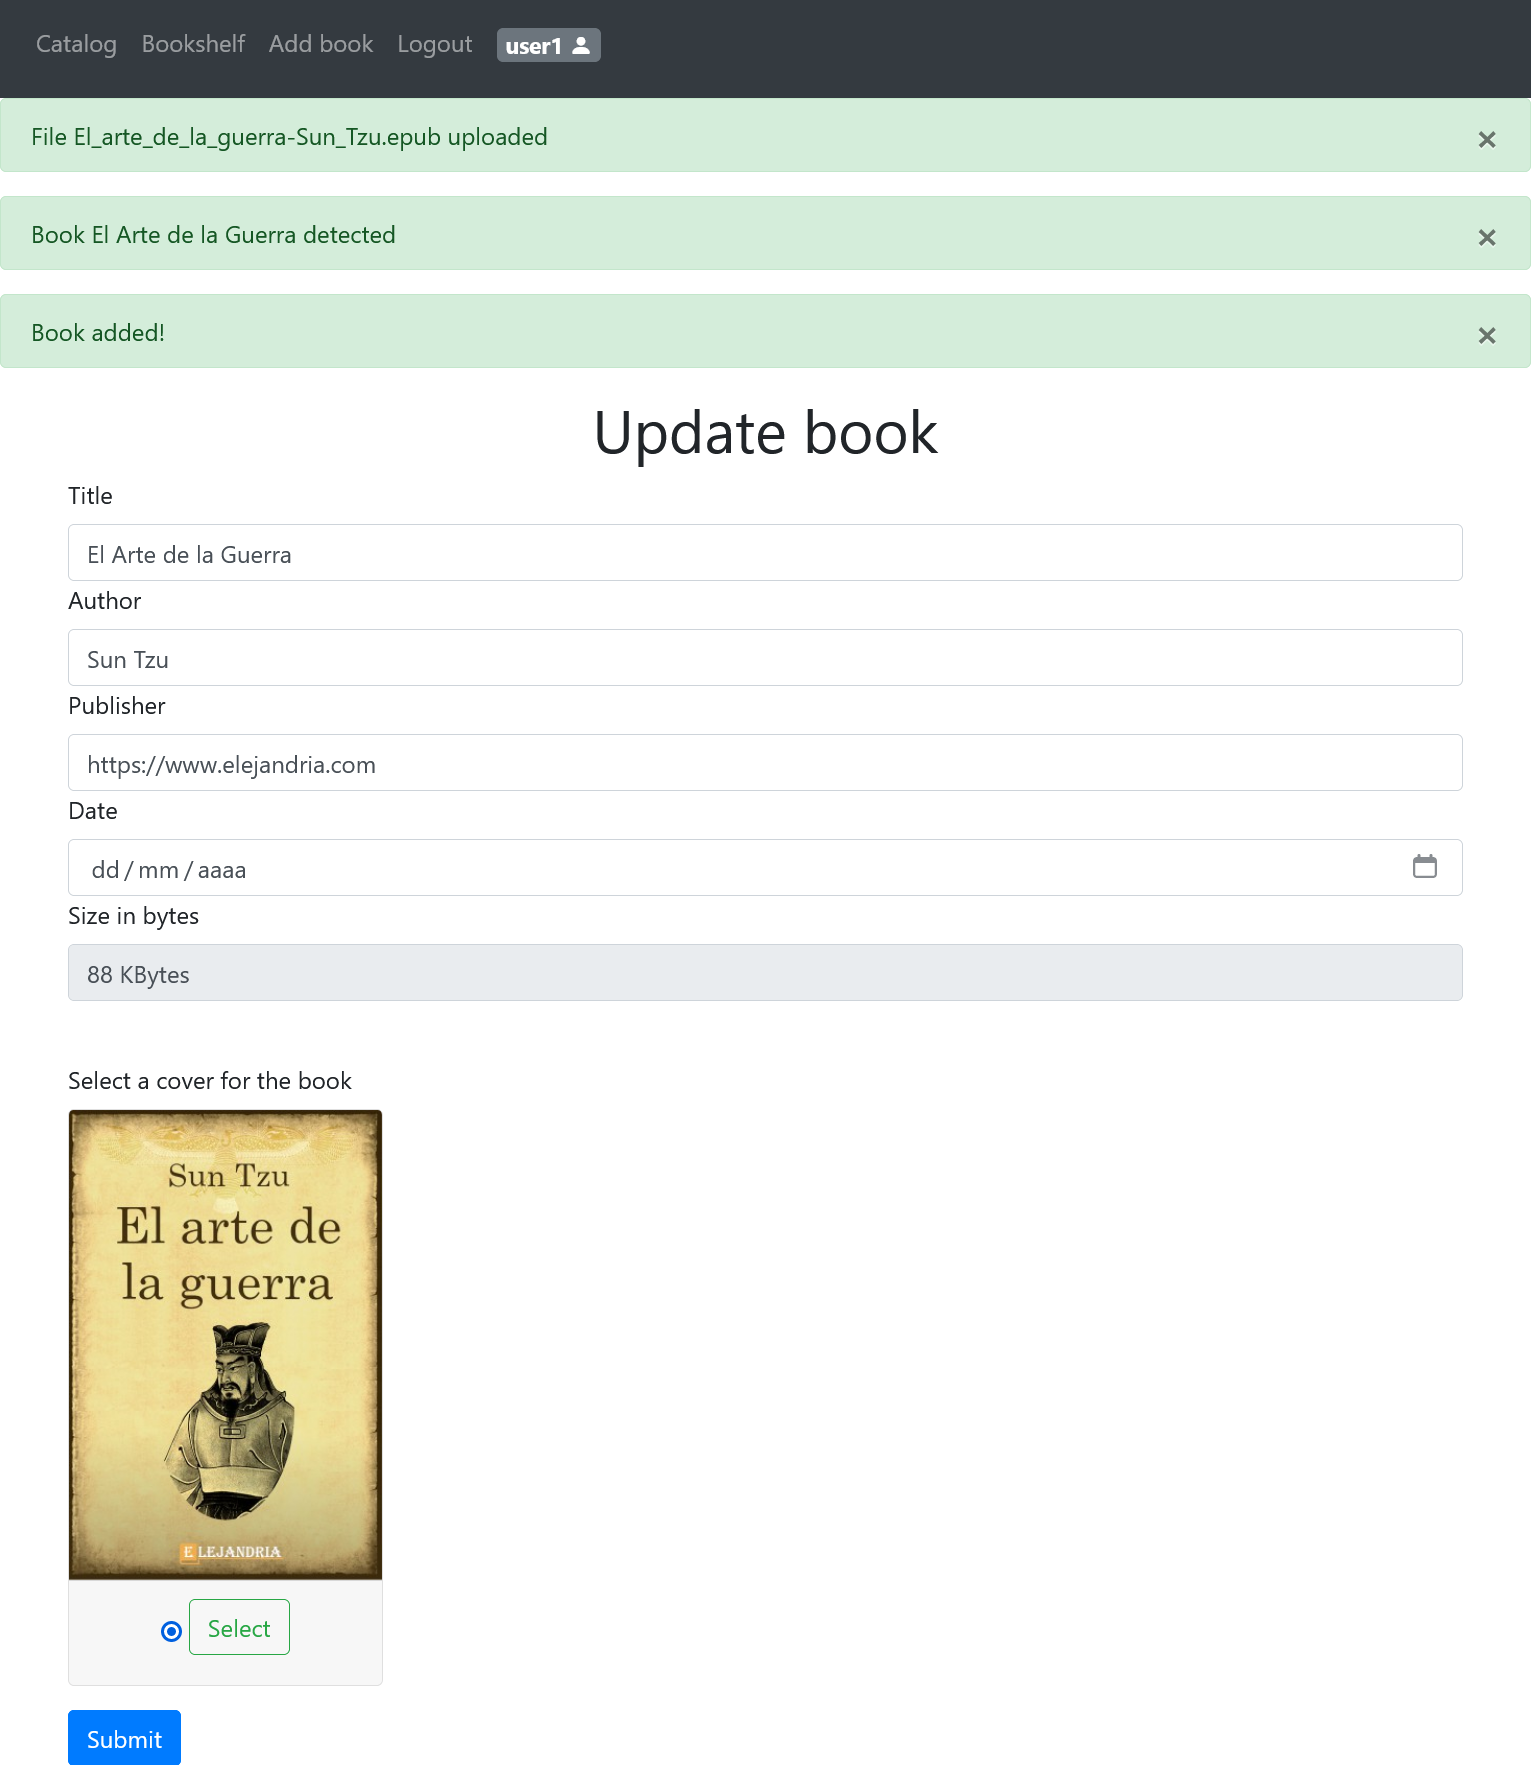 Catalog Bookshelf Add book Logout user1
File El_arte_de_la_guerra-Sun_Tzu.epub uploaded ×
Book El Arte de la Guerra detected ×
Book added! ×
Update book
Title
El Arte de la Guerra
Author
Sun Tzu
Publisher
https://www.elejandria.com
Date
dd/mm/aaaa
Size in bytes
88 KBytes
Select a cover for the book
Sun Tzu
El arte de
la guerra
ELEJANDRIA
Select
Submit